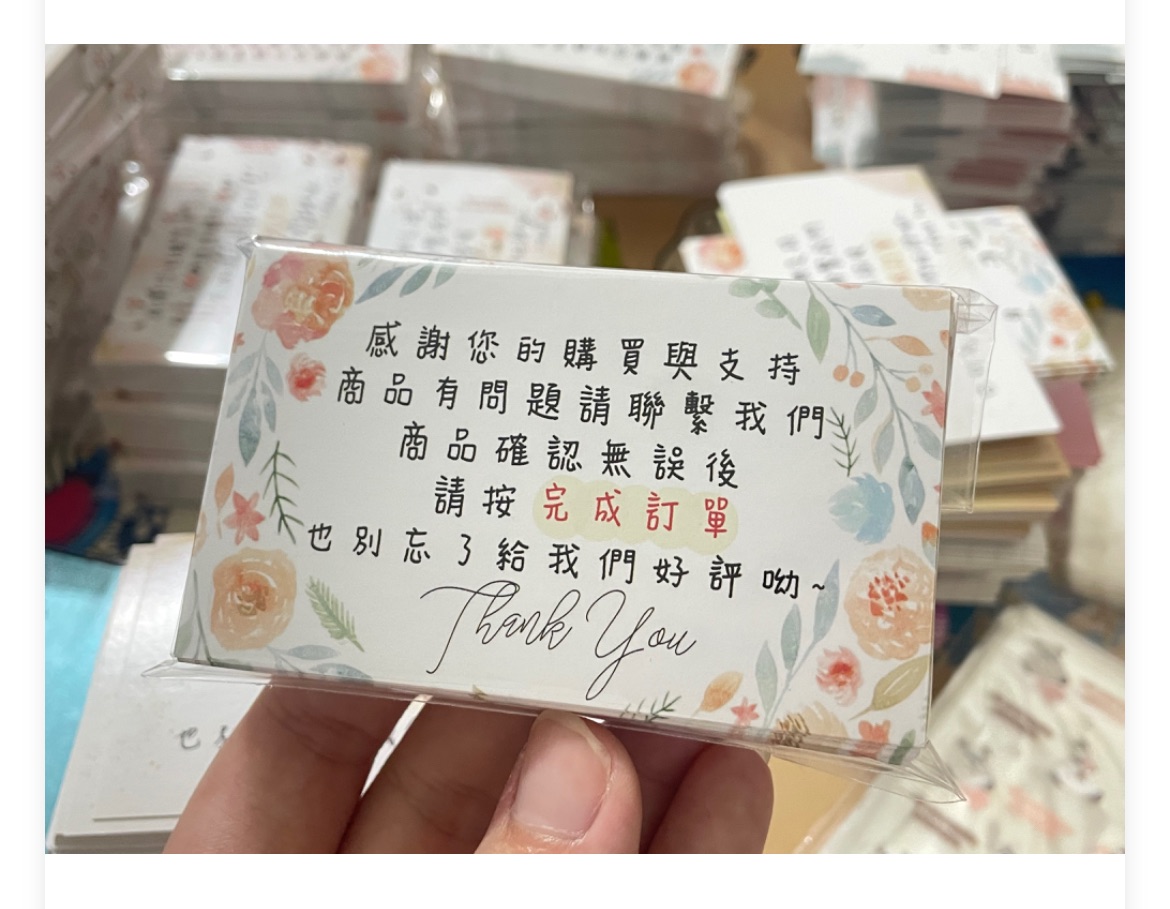 感謝您的購買與支持
商品有問題請聯繫我們
商品確認無誤後
請按完成訂單
也別忘了給我們好評呦~
Thank You